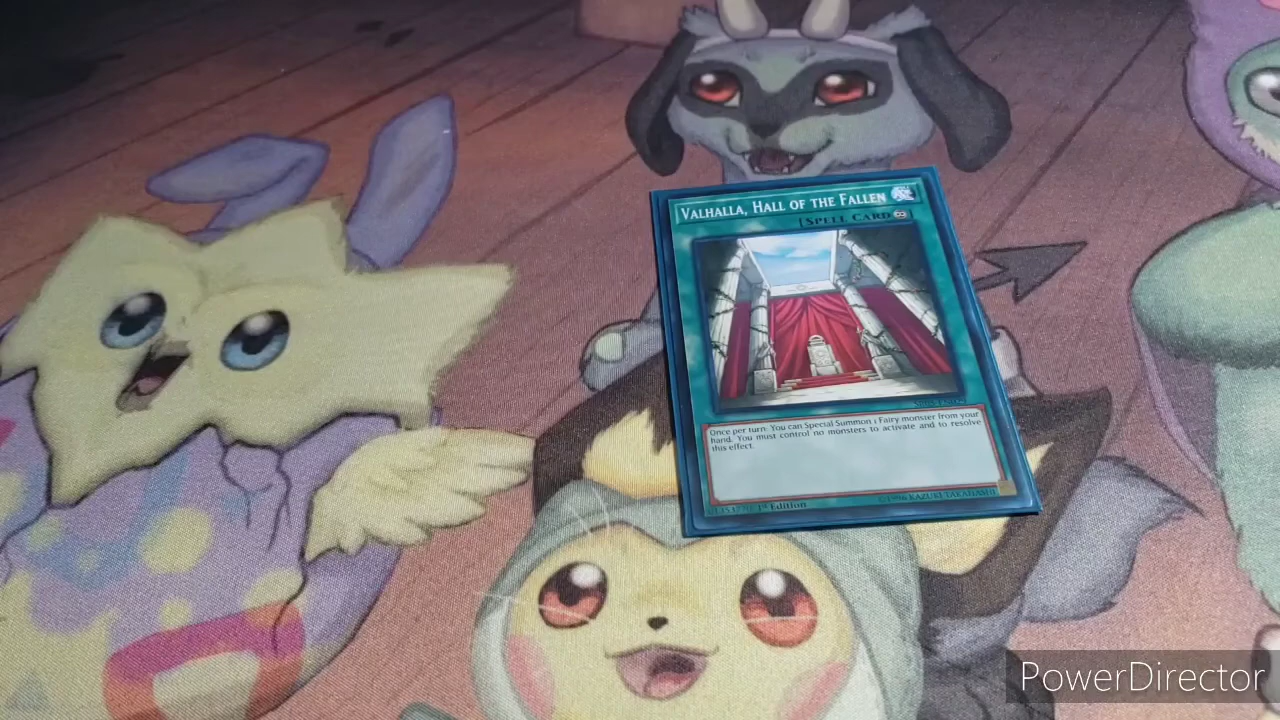 VALHALLA, HALL OF THE FALLEN
[SPELL CARD
Once per turn: You can Special Summon 1 Fairy monster from your
hand. You must control no monsters to activate and to resolve
this effect.
1st Edition
©1996 KAZUKI TAKAHASHI
PowerDirector